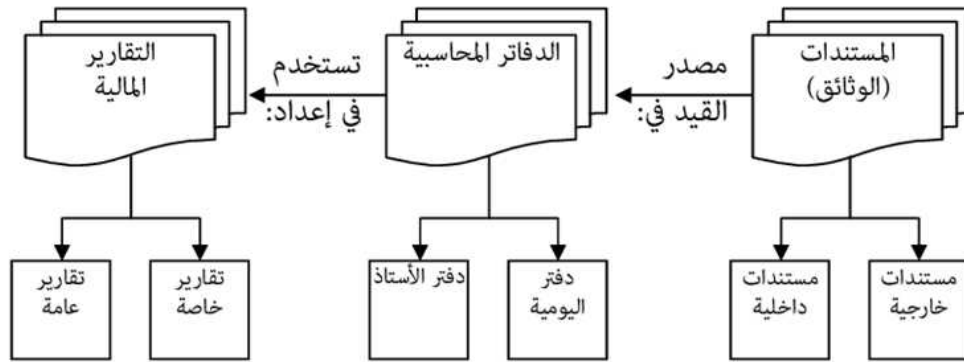 المستندات
(الوثائق)
مصدر
القيد في:
الدفاتر المحاسبية
تستخدم
في إعداد:
التقارير
المالية
مستندات
خارجية
مستندات
داخلية
دفتر
اليومية
دفتر الأستاذ
تقارير
خاصة
تقارير
عامة